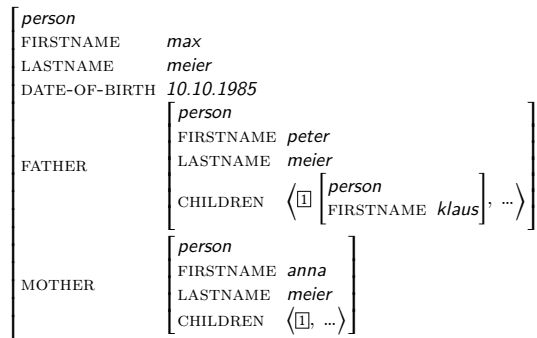 person
FIRSTNAME max
LASTNAME meier
DATE-OF-BIRTH 10.10.1985
person
FIRSTNAME peter
LASTNAME meier
FATHER
CHILDREN ⟨1 [person FIRSTNAME klaus], ...⟩
person
FIRSTNAME anna
MOTHER
LASTNAME meier
CHILDREN ⟨1, ...⟩